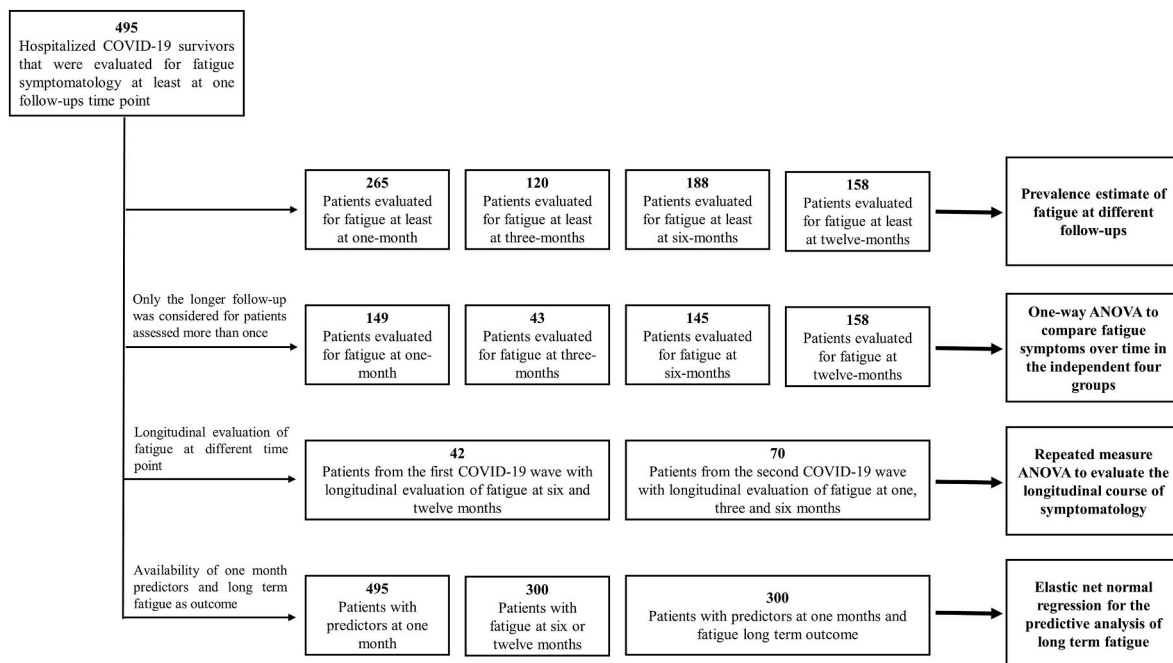 495
Hospitalized COVID-19 survivors
that were evaluated for fatigue
symptomatology at least at one
follow-ups time point
265
Patients evaluated
for fatigue at least
at one-month
120
Patients evaluated
for fatigue at least
at three-months
188
Patients evaluated
for fatigue at least
at six-months
158
Patients evaluated
for fatigue at least
at twelve-months
Prevalence estimate of
fatigue at different
follow-ups
Only the longer follow-up
was considered for patients
assessed more than once
149
Patients evaluated
for fatigue at one-
month
43
Patients evaluated
for fatigue at three-
months
145
Patients evaluated
for fatigue at
six-months
158
Patients evaluated
for fatigue at
twelve-months
One-way ANOVA to
compare fatigue
symptoms over time in
the independent four
groups
Longitudinal evaluation of
fatigue at different time
point
42
Patients from the first COVID-19 wave with
longitudinal evaluation of fatigue at six and
twelve months
70
Patients from the second COVID-19 wave
with longitudinal evaluation of fatigue at one,
three and six months
Repeated measure
ANOVA to evaluate the
longitudinal course of
symptomatology
Availability of one month
predictors and long term
fatigue as outcome
495
Patients with
predictors at one
month
300
Patients with
fatigue at six or
twelve months
300
Patients with predictors at one months and
fatigue long term outcome
Elastic net normal
regression for the
predictive analysis of
long term fatigue